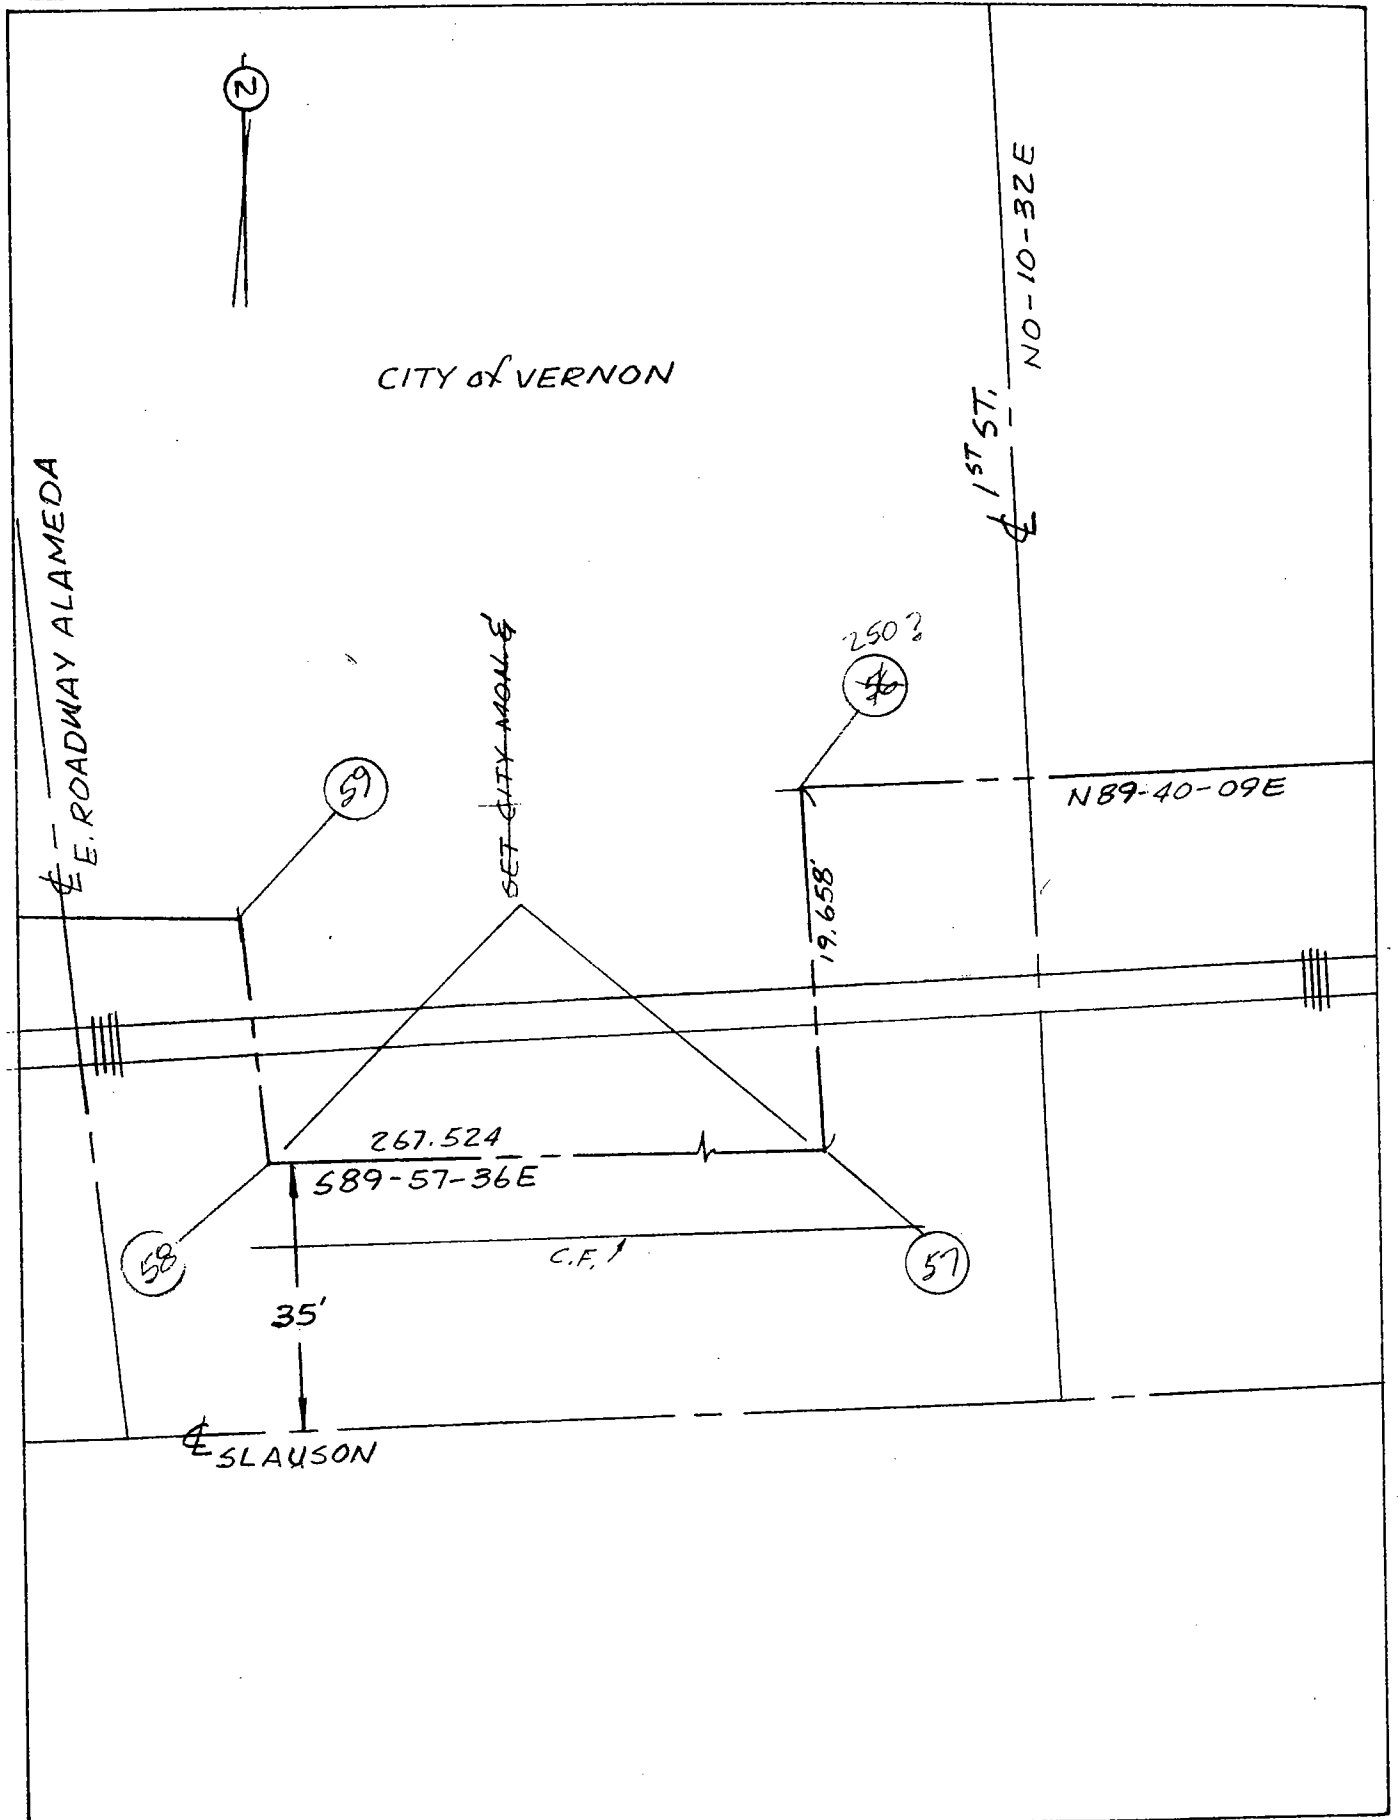 N
CITY of VERNON
N0-10-32E
℄ 1ST ST.
℄ E. ROADWAY ALAMEDA
SET CITY MON. &
250?
56
59
N89-40-09E
19.658'
267.524
S89-57-36E
58
57
C.F.
35'
℄ SLAUSON